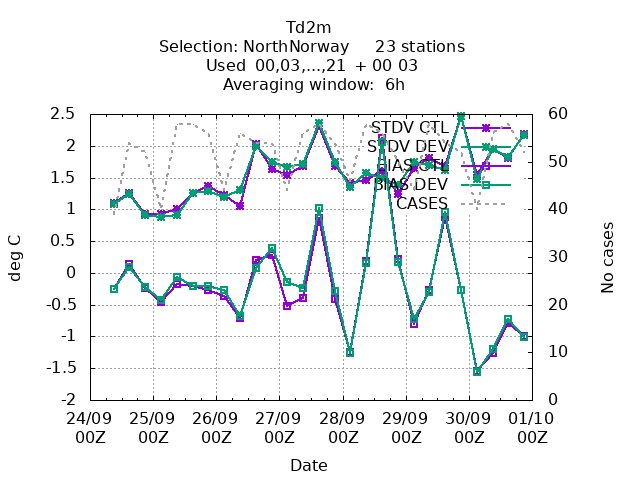 Td2m
Selection: NorthNorway 23 stations
Used 00,03,...,21 + 00 03
Averaging window: 6h
2.5
2
1.5
1
0.5
0
-0.5
-1
-1.5
-2
deg C
60
50
40
30
20
10
0
No cases
STDV CTL
STDV DEV
BIAS CTL
BIAS DEV
CASES
24/09 25/09 26/09 27/09 28/09 29/09 30/09 01/10
00Z 00Z 00Z 00Z 00Z 00Z 00Z 00Z
Date